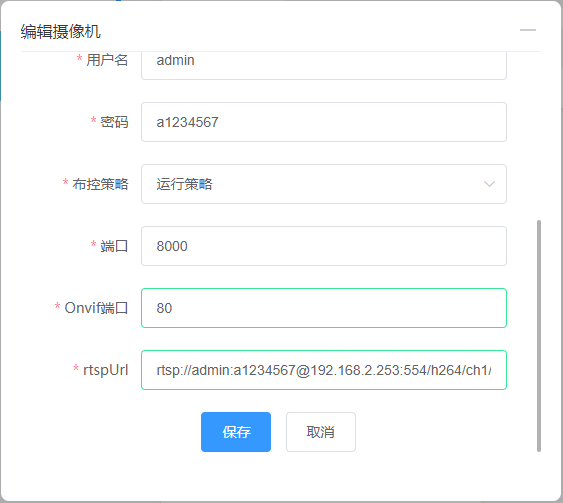 编辑摄像机
* 用户名 admin
* 密码 a1234567
* 布控策略 运行策略
* 端口 8000
* Onvif端口 80
* rtspUrl rtsp://admin:a1234567@192.168.2.253:554/h264/ch1/
保存 取消